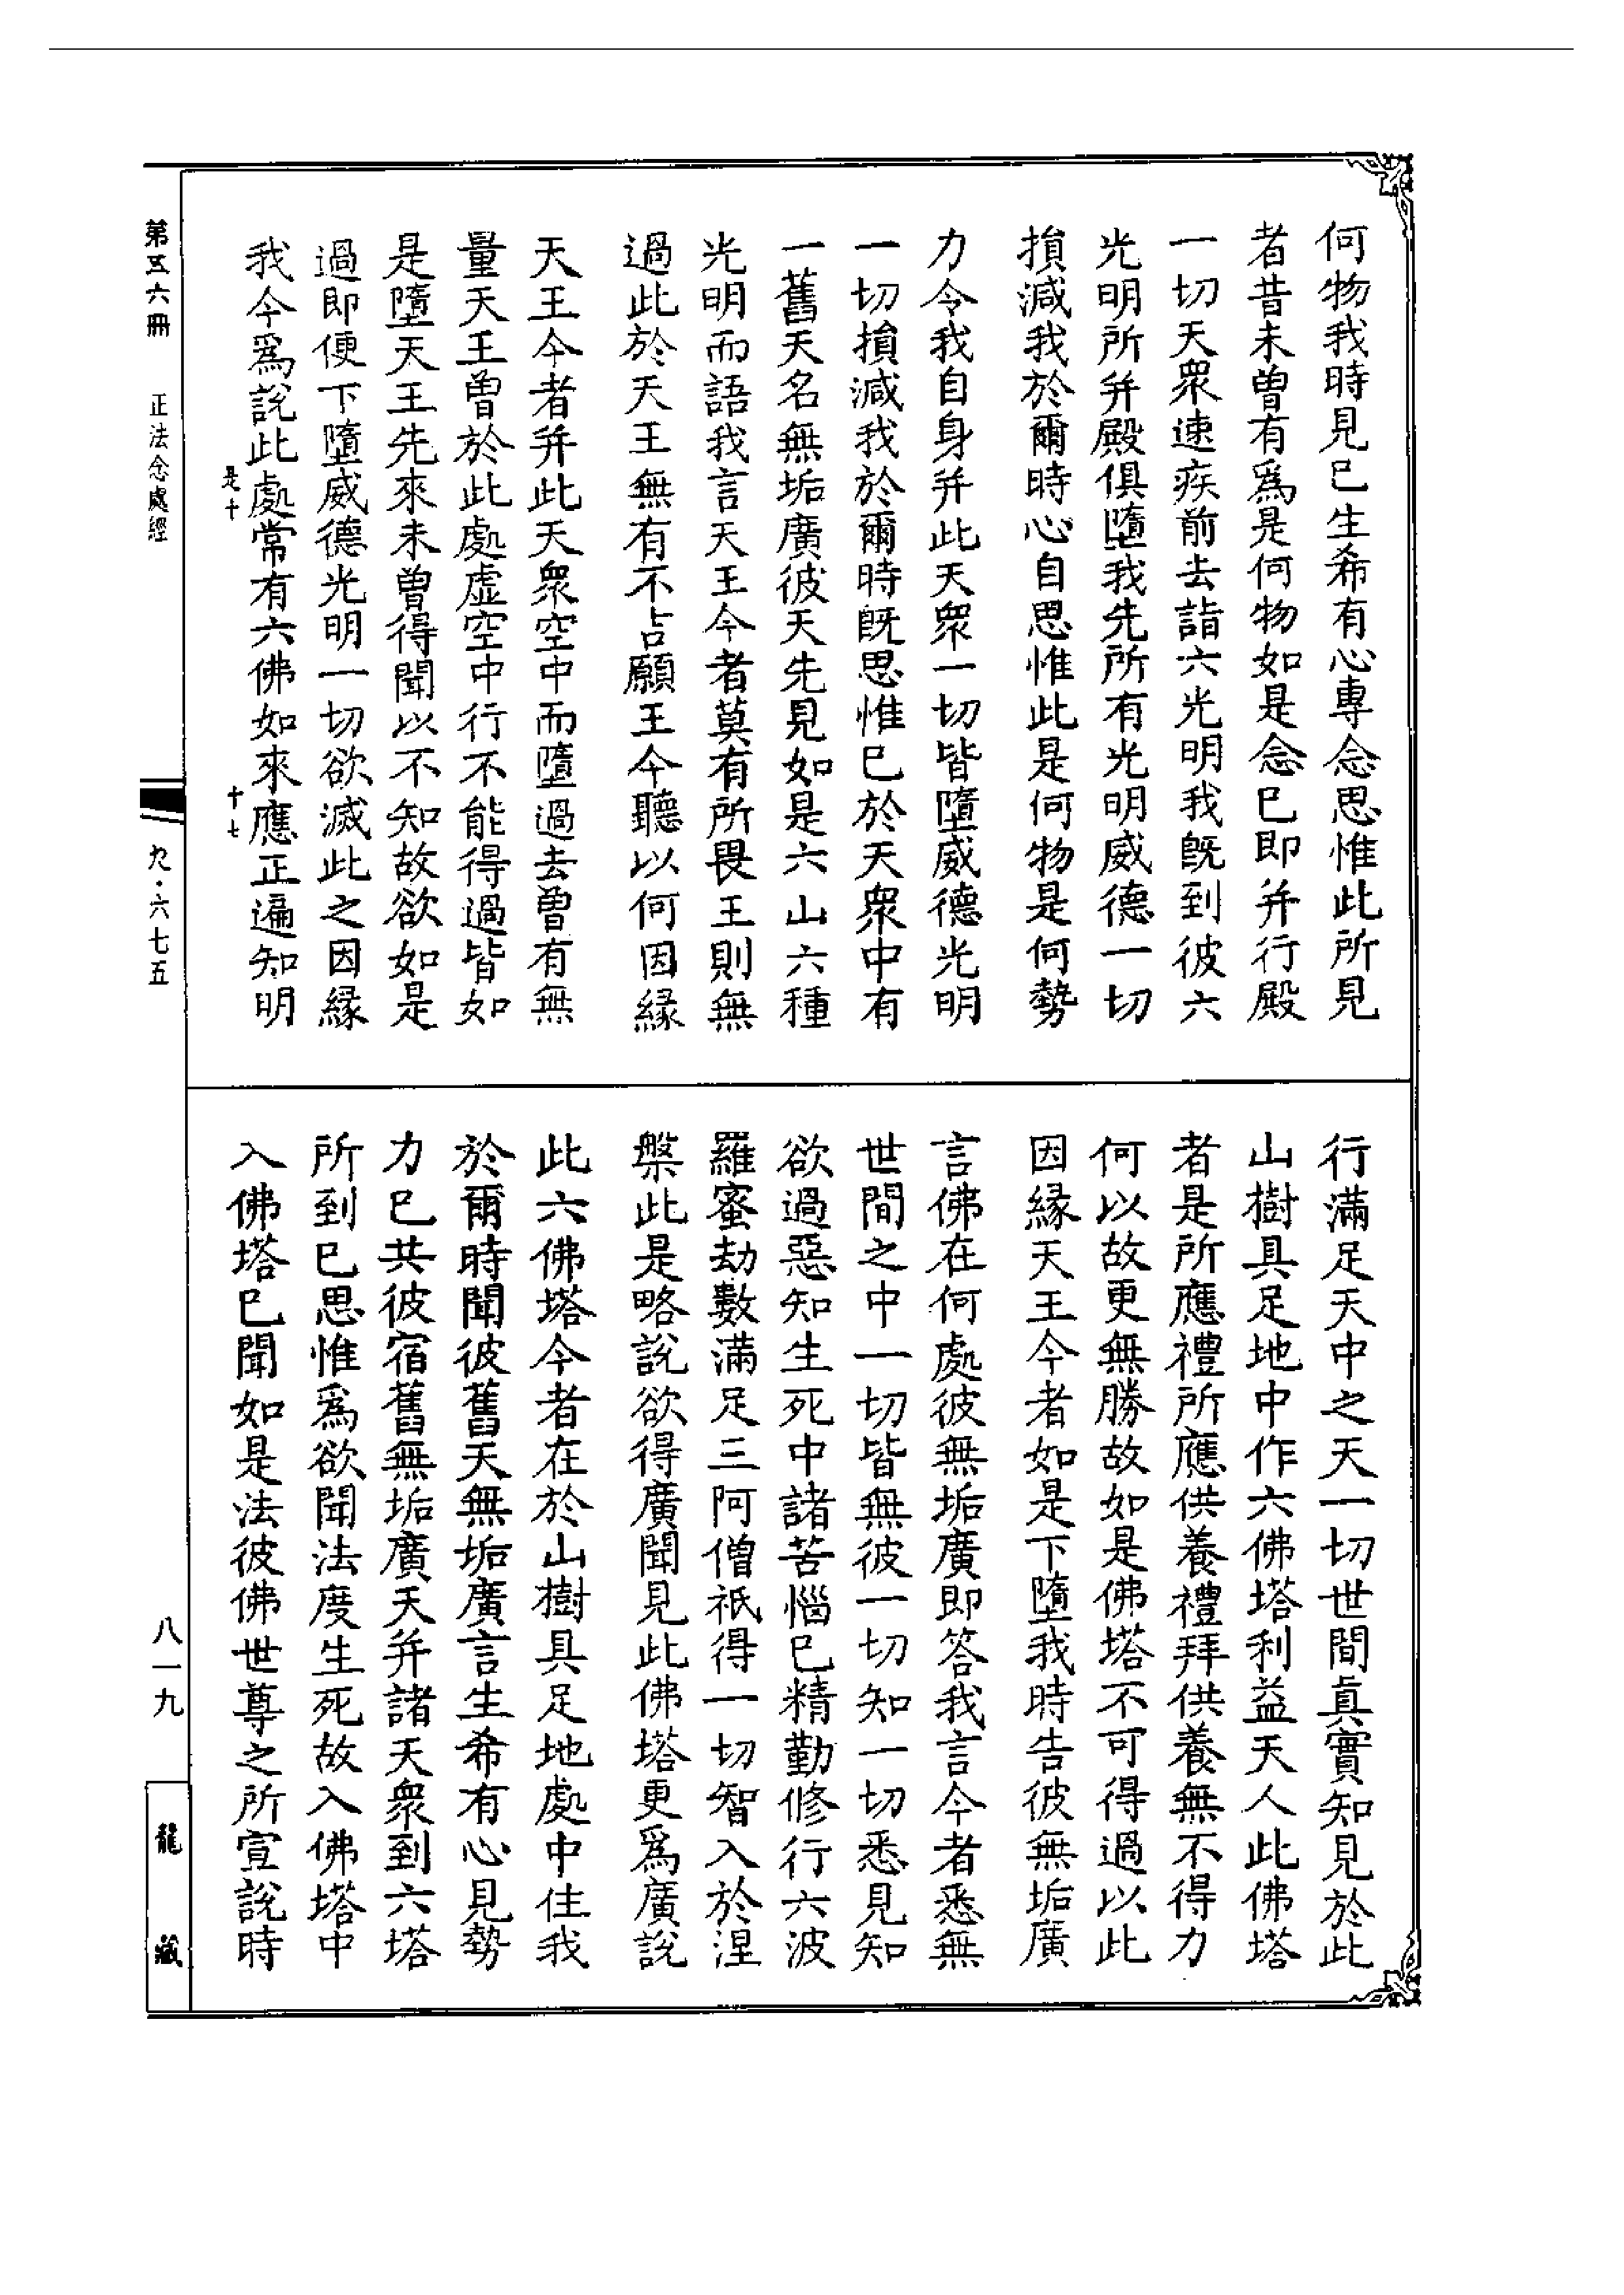 何物我時見已生希有心專念思惟此所見
者昔未曾有爲是何物如是念已即并行殿
一切天衆速疾前去詣六光明我既到彼六
光明所并殿俱墮我先所有光明威德一切
損減我於爾時心自思惟此是何物是何勢
力令我自身并此天衆一切皆墮威德光明
一切損減我於爾時既思惟已於天衆中有
一舊天名無垢廣彼天先見如是六山六種
光明而語我言天王今者莫有所畏王則無
過此於天王無有不吉願王今聽以何因緣
天王今者并此天衆空中而墮過去曾有無
量天王曾於此處虛空中行不能得過皆如
是墮天王先來未曾得聞以不知故欲如是
過即便下墮威德光明一切欲滅此之因緣
我今爲說此處常有六佛如來應正遍知明
是十
十七
行滿足天中之天一切世間眞實知見於此
山樹具足地中作六佛塔利益天人此佛塔
者是所應禮所應供養禮拜供養無不得力
何以故更無勝故如是佛塔不可得過以此
因緣天王今者如是下墮我時告彼無垢廣
言佛在何處彼無垢廣即答我言今者悉無
世間之中一切皆無彼一切知一切悉見知
欲過惡知生死中諸苦惱已精勤修行六波
羅蜜劫數滿足三阿僧祇得一切智入於涅
槃此是略說欲得廣聞見此佛塔更爲廣說
此六佛塔今者在於山樹具足地處中住我
於爾時聞彼舊天無垢廣言生希有心見勢
力已共彼宿舊無垢廣天并諸天衆到六塔
所到已思惟爲欲聞法度生死故入佛塔中
入佛塔已聞如是法彼佛世尊之所宣說時
第五六冊
正法念處經
九·六七五
八一九
龍藏